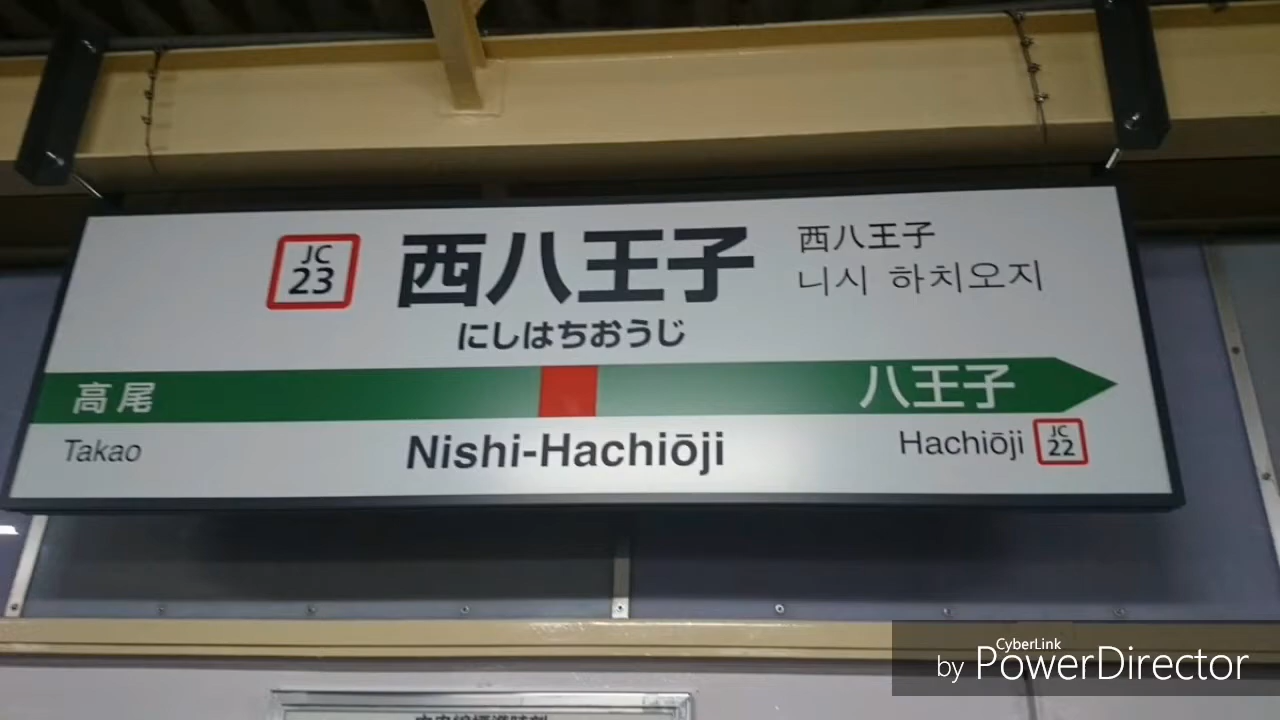 JC
23
西八王子
にしはちおうじ
西八王子
니시 하치오지
高尾
八王子
Takao
Nishi-Hachiōji
Hachiōji
JC
22
CyberLink
by PowerDirector